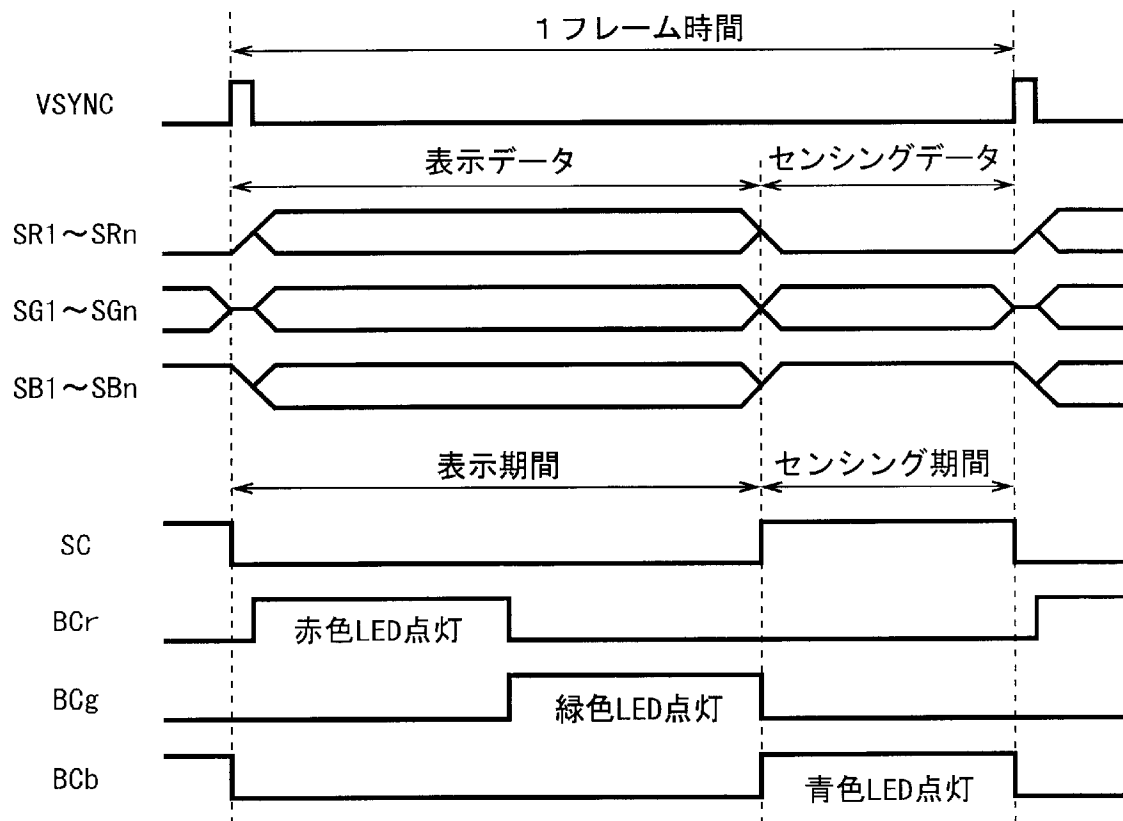 １フレーム時間
VSYNC
表示データ
センシングデータ
SR1～SRn
SG1～SGn
SB1～SBn
表示期間
センシング期間
SC
BCr
赤色LED点灯
BCg
緑色LED点灯
BCb
青色LED点灯